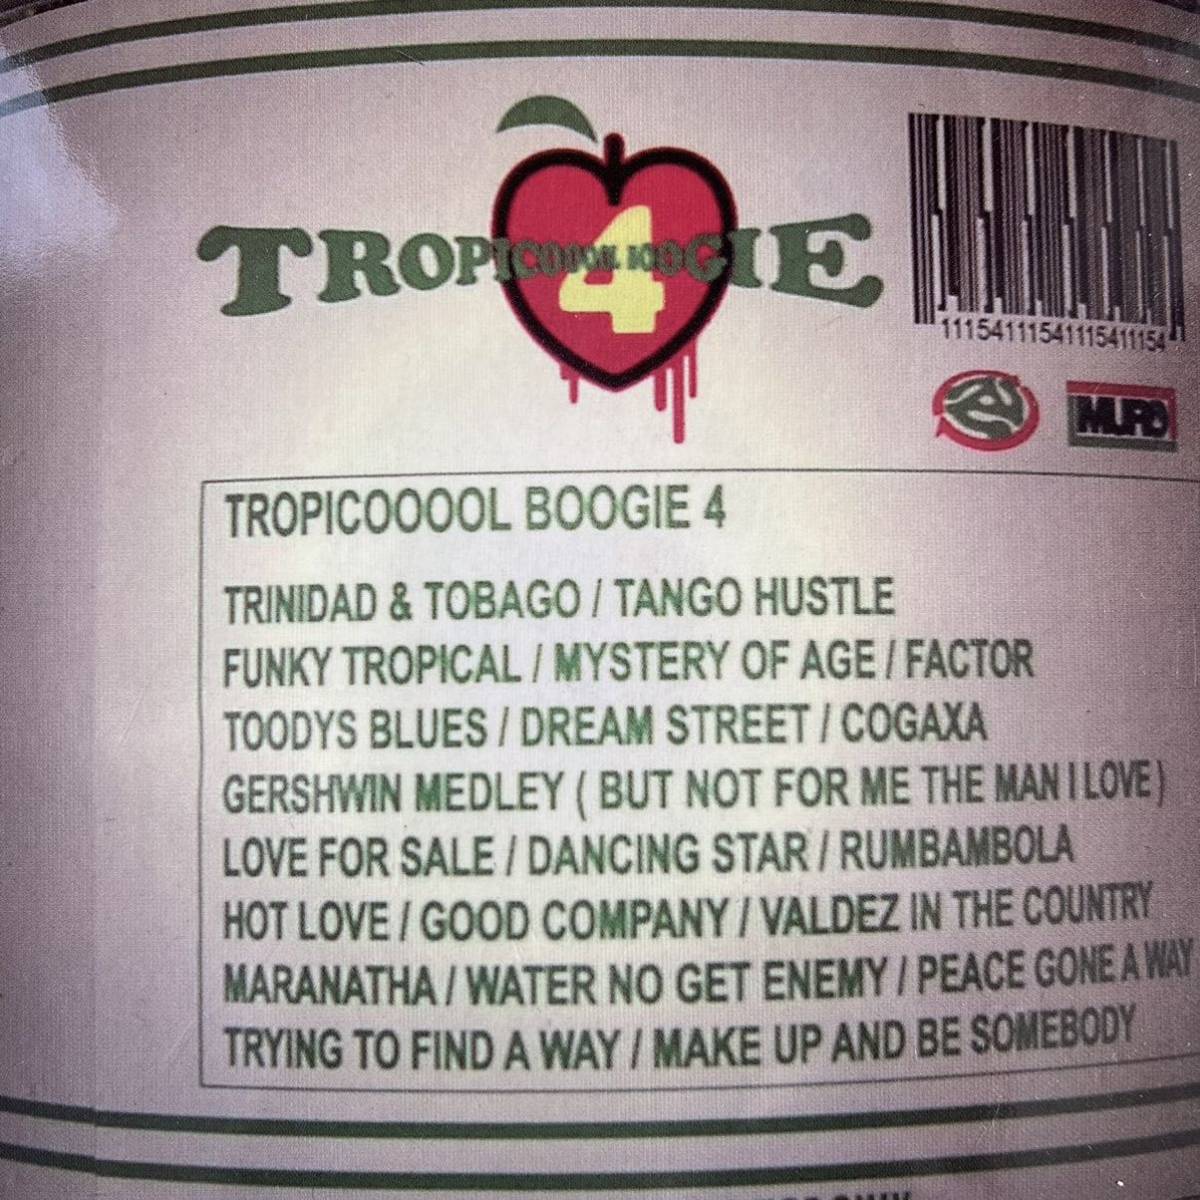 TROPICOOOOL BOOGIE
4
111541115411154 11154
MURO
TROPICOOOOL BOOGIE 4
TRINIDAD & TOBAGO / TANGO HUSTLE
FUNKY TROPICAL / MYSTERY OF AGE / FACTOR
TOODYS BLUES / DREAM STREET / COGAXA
GERSHWIN MEDLEY ( BUT NOT FOR ME THE MAN I LOVE )
LOVE FOR SALE / DANCING STAR / RUMBAMBOLA
HOT LOVE / GOOD COMPANY / VALDEZ IN THE COUNTRY
MARANATHA / WATER NO GET ENEMY / PEACE GONE A WAY
TRYING TO FIND A WAY / MAKE UP AND BE SOMEBODY